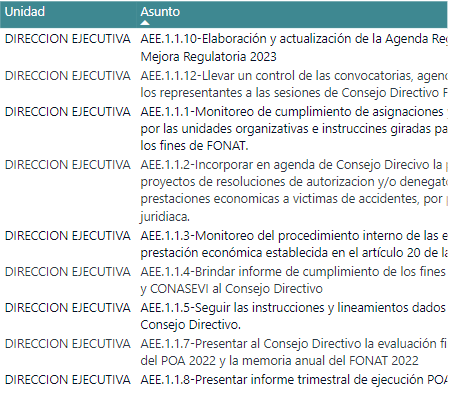 Unidad Asunto
DIRECCION EJECUTIVA AEE.1.1.10-Elaboración y actualización de la Agenda
Mejora Regulatoria 2023
DIRECCION EJECUTIVA AEE.1.1.12-Llevar un control de las convocatorias,
los representantes a las sesiones de Consejo Directivo
DIRECCION EJECUTIVA AEE.1.1.1-Monitoreo de cumplimiento de asignaciones
por las unidades organizativas e instruccines giradas
los fines de FONAT.
DIRECCION EJECUTIVA AEE.1.1.2-Incorporar en agenda de Consejo Direcivo la
proyectos de resoluciones de autorizacion y/o
prestaciones economicas a victimas de accidentes, por
juridiaca.
DIRECCION EJECUTIVA AEE.1.1.3-Monitoreo del procedimiento interno de las
prestación económica establecida en el artículo 20 de
DIRECCION EJECUTIVA AEE.1.1.4-Brindar informe de cumplimiento de los fines
y CONASEVI al Consejo Directivo
DIRECCION EJECUTIVA AEE.1.1.5-Seguir las instrucciones y lineamientos dados
Consejo Directivo.
DIRECCION EJECUTIVA AEE.1.1.7-Presentar al Consejo Directivo la evaluación
del POA 2022 y la memoria anual del FONAT 2022
DIRECCION EJECUTIVA AEE.1.1.8-Presentar informe trimestral de ejecución POA